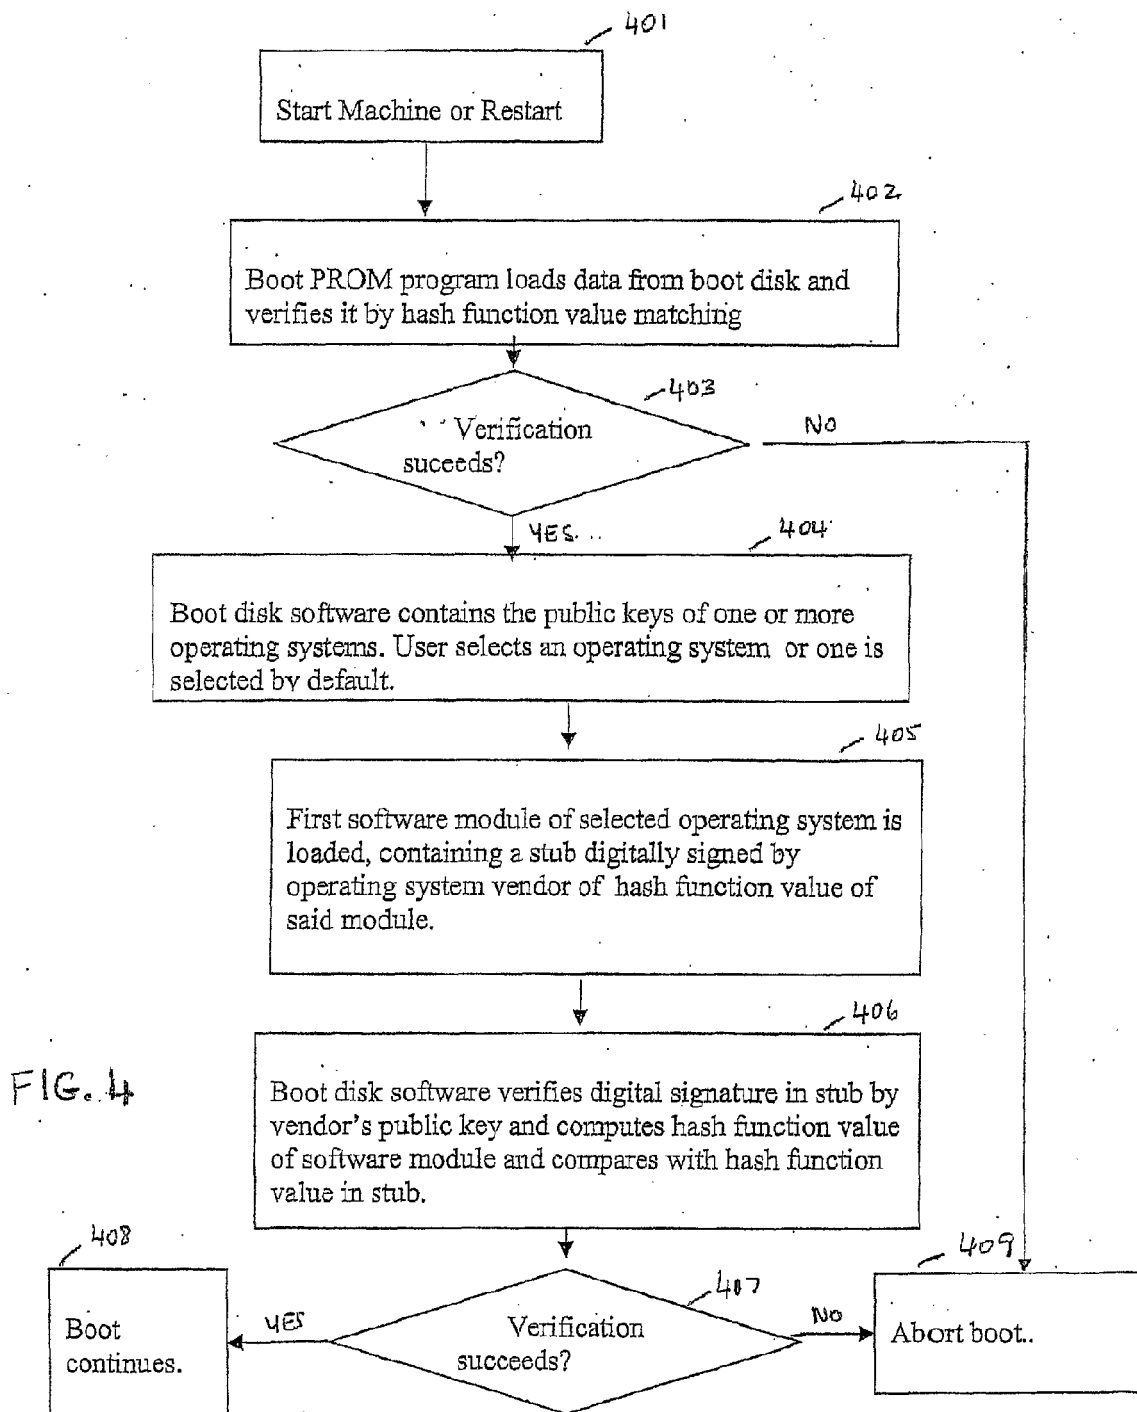 401
Start Machine or Restart
402
Boot PROM program loads data from boot disk and
verifies it by hash function value matching
403
Verification
suceeds?
NO
YES...
404
Boot disk software contains the public keys of one or more
operating systems. User selects an operating system or one is
selected by default.
405
First software module of selected operating system is
loaded, containing a stub digitally signed by
operating system vendor of hash function value of
said module.
406
FIG. 4
Boot disk software verifies digital signature in stub by
vendor's public key and computes hash function value
of software module and compares with hash function
value in stub.
408
409
407
YES
NO
Boot
continues.
Verification
succeeds?
Abort boot..